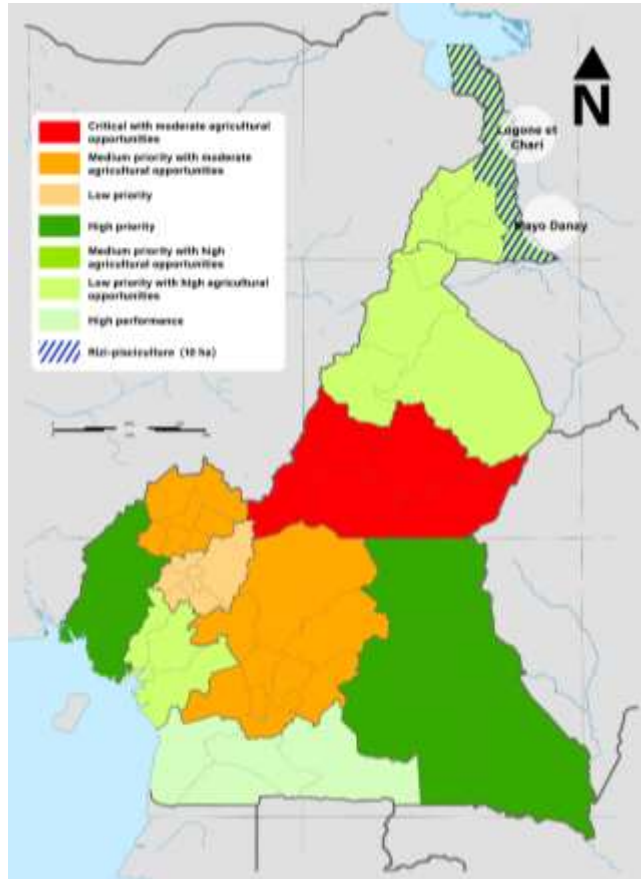 N
Critical with moderate agricultural
opportunities
Medium priority with moderate
agricultural opportunities
Low priority
High priority
Medium priority with high
agricultural opportunities
Low priority with high agricultural
opportunities
High performance
Rizi-pisciculture (10 ha)
Logone et
Chari
Mayo Danay